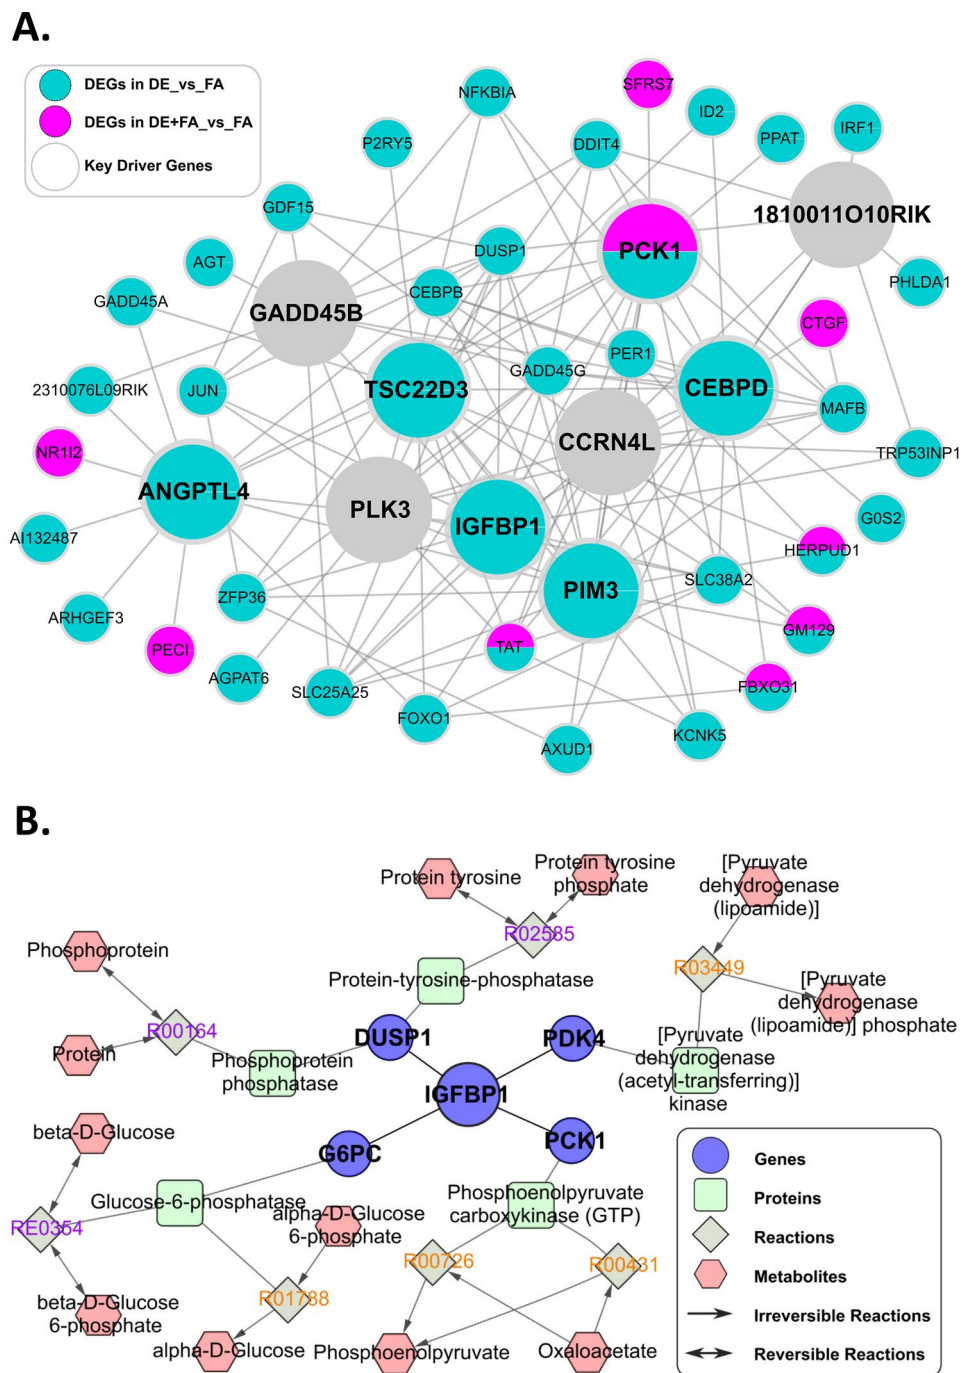 A.
DEGs in DE_vs_FA
DEGs in DE+FA_vs_FA
Key Driver Genes
NFKBIA
SFRS7
ID2
P2RY5
DDIT4
PPAT
IRF1
GDF15
1810011O10RIK
AGT
DUSP1
PCK1
PHLDA1
GADD45A
CEBPB
GADD45B
CTGF
PER1
2310076L09RIK
JUN
TSC22D3
GADD45G
CEBPD
MAFB
NR1I2
CCRN4L
TRP53INP1
ANGPTL4
PLK3
IGFBP1
G0S2
AI132487
HERPUD1
ZFP36
PIM3
SLC38A2
ARHGEF3
GM129
PECI
TAT
AGPAT6
SLC25A25
FBXO31
FOXO1
KCNK5
AXUD1
B.
Protein tyrosine
Protein tyrosine
phosphate
[Pyruvate
dehydrogenase
(lipoamide)]
R02585
Phosphoprotein
Protein-tyrosine-phosphatase
R03449
[Pyruvate
dehydrogenase
(lipoamide)] phosphate
R00164
DUSP1
PDK4
[Pyruvate
dehydrogenase
(acetyl-transferring)]
kinase
Protein
Phosphoprotein
phosphatase
IGFBP1
beta-D-Glucose
G6PC
PCK1
Glucose-6-phosphatase
alpha-D-Glucose
6-phosphate
Phosphoenolpyruvate
carboxykinase (GTP)
RE0354
R00726
R00431
beta-D-Glucose
6-phosphate
R01788
alpha-D-Glucose
Phosphoenolpyruvate
Oxaloacetate
Genes
Proteins
Reactions
Metabolites
Irreversible Reactions
Reversible Reactions